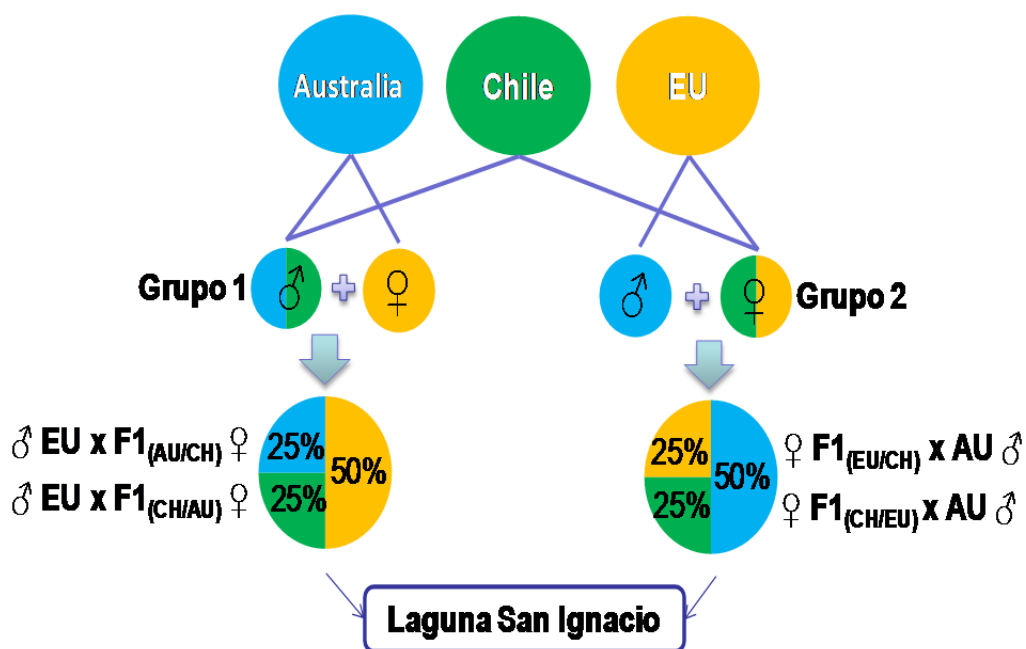 Australia
Chile
EU
Grupo 1 ♂ + ♀
♂ + ♀ Grupo 2
♂ EU x F1(AU/CH) ♀
♂ EU x F1(CH/AU) ♀
25%
25%
50%
25%
25%
50%
♀ F1(EU/CH) x AU ♂
♀ F1(CH/EU) x AU ♂
Laguna San Ignacio